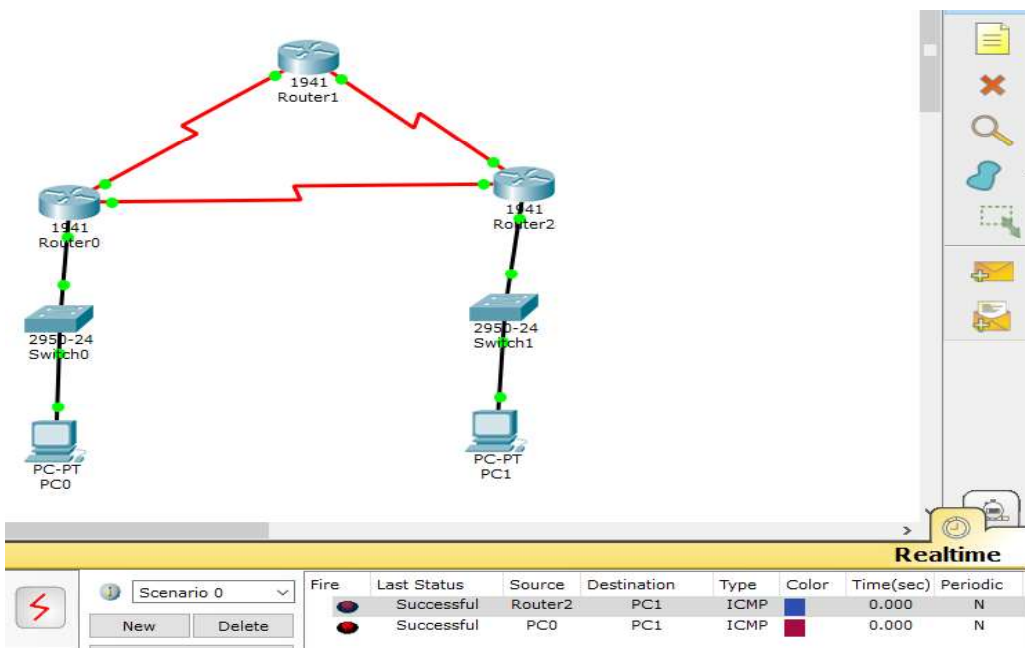 1941
Router1
1941
Router0
1941
Router2
2950-24
Switch0
2950-24
Switch1
PC-PT
PC0
PC-PT
PC1
Realtime
Scenario 0
New Delete
Fire Last Status Source Destination Type Color Time(sec) Periodic
Successful Router2 PC1 ICMP 0.000 N
Successful PC0 PC1 ICMP 0.000 N